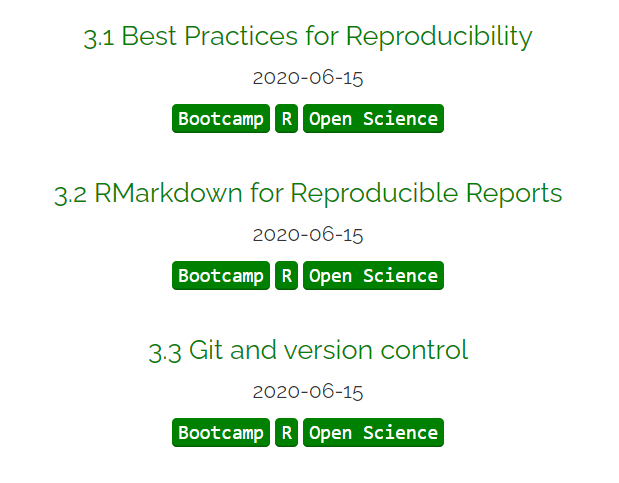 3.1 Best Practices for Reproducibility
2020-06-15
Bootcamp R Open Science
3.2 RMarkdown for Reproducible Reports
2020-06-15
Bootcamp R Open Science
3.3 Git and version control
2020-06-15
Bootcamp R Open Science